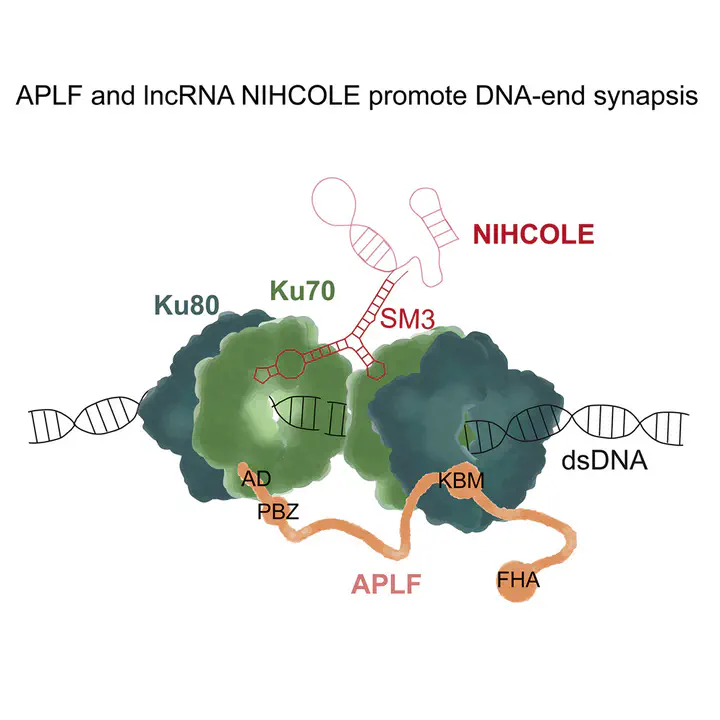 APLF and lncRNA NIHCOLE promote DNA-end synapsis
NIHCOLE
Ku70
Ku80
SM3
dsDNA
AD
KBM
PBZ
APLF
FHA